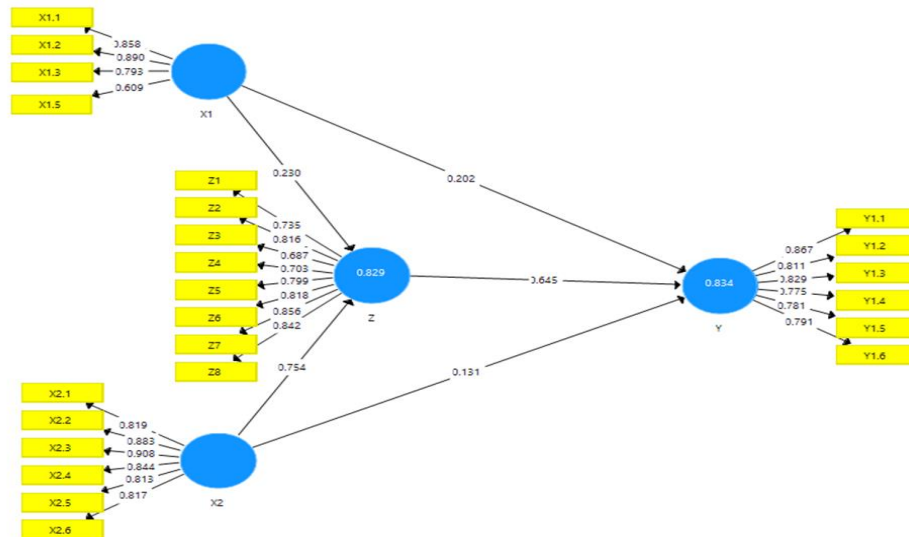 X1.1
X1.2
X1.3
X1.5
0.858
0.890
0.793
0.609
X1
0.230
0.202
Z1
Z2
Z3
Z4
Z5
Z6
Z7
Z8
0.735
0.816
0.687
0.703
0.799
0.818
0.856
0.842
0.829
Z
0.645
0.834
Y
0.867
0.811
0.829
0.775
0.781
0.791
Y1.1
Y1.2
Y1.3
Y1.4
Y1.5
Y1.6
0.754
0.131
X2.1
X2.2
X2.3
X2.4
X2.5
X2.6
0.819
0.883
0.908
0.844
0.813
0.817
X2